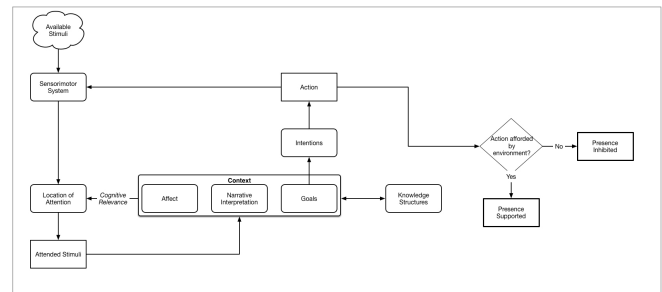 Available
Stimuli
Sensorimotor
System
Action
Intentions
Action afforded
by
environment?
No
Presence
Inhibited
Yes
Presence
Supported
Location of
Attention
Cognitive
Relevance
Context
Affect
Narrative
Interpretation
Goals
Knowledge
Structures
Attended Stimuli